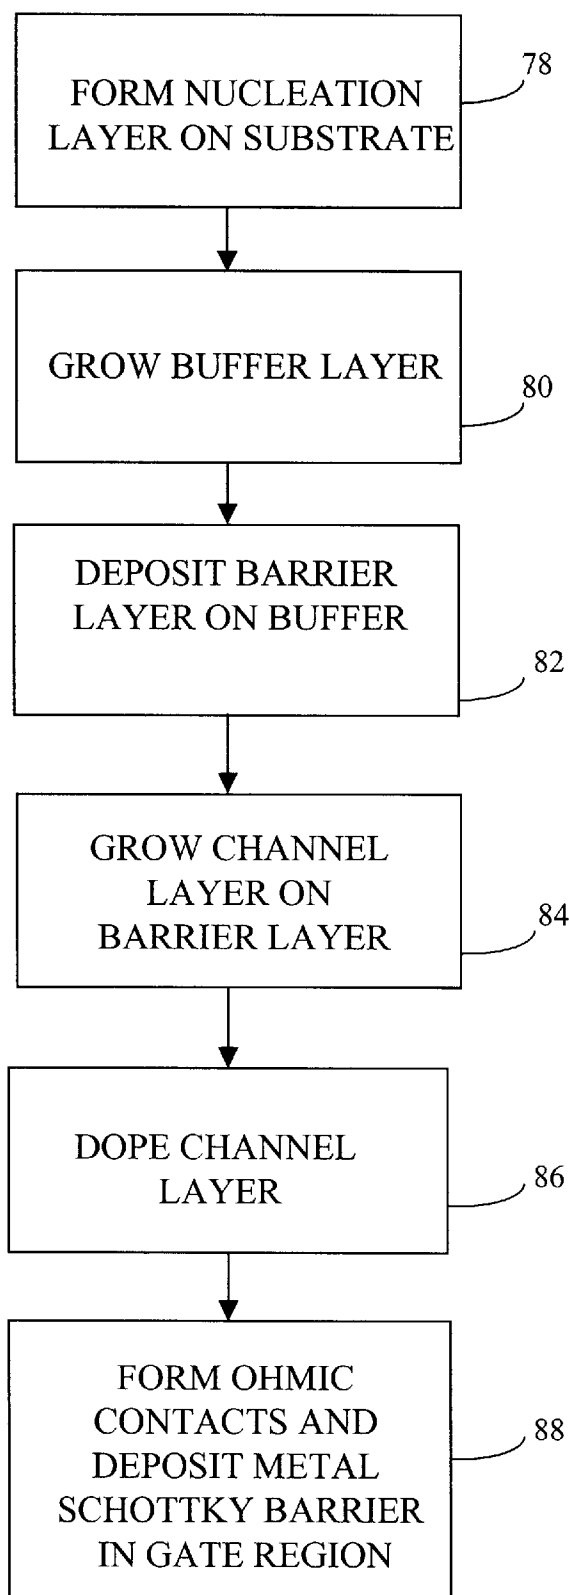 FORM NUCLEATION
LAYER ON SUBSTRATE
78
GROW BUFFER LAYER
80
DEPOSIT BARRIER
LAYER ON BUFFER
82
GROW CHANNEL
LAYER ON
BARRIER LAYER
84
DOPE CHANNEL
LAYER
86
FORM OHMIC
CONTACTS AND
DEPOSIT METAL
SCHOTTKY BARRIER
IN GATE REGION
88